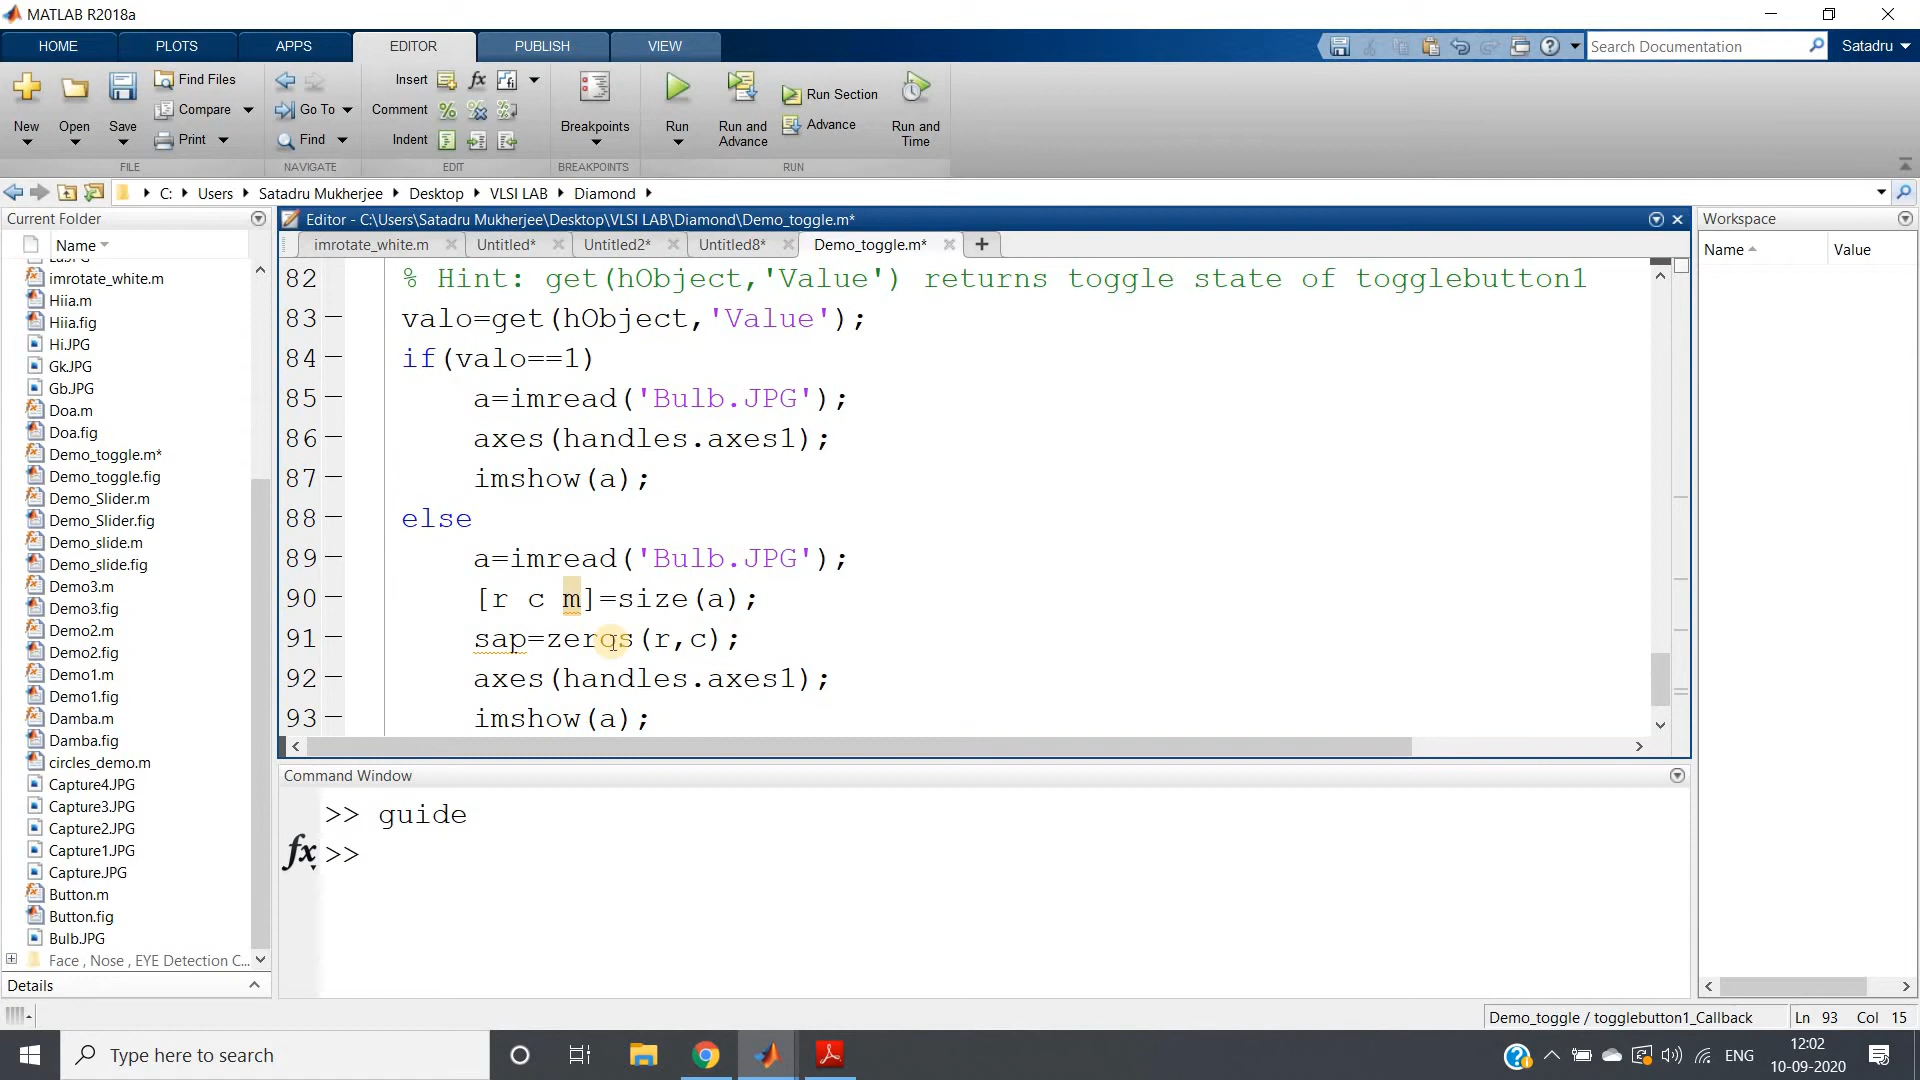 MATLAB R2018a
HOME PLOTS APPS EDITOR PUBLISH VIEW
Search Documentation
Satadru
New
Open
Save
Find Files
Compare
Print
FILE
Go To
Find
NAVIGATE
Insert
Comment
Indent
EDIT
Breakpoints
BREAKPOINTS
Run
Run and Advance
Run Section
Advance
Run and Time
RUN
C: Users Satadru Mukherjee Desktop VLSI LAB Diamond
Current Folder
Name
imrotate_white.m
Hiia.m
Hiia.fig
Hi.JPG
Gk.JPG
Gb.JPG
Doa.m
Doa.fig
Demo_toggle.m*
Demo_toggle.fig
Demo_Slider.m
Demo_Slider.fig
Demo_slide.m
Demo_slide.fig
Demo3.m
Demo3.fig
Demo2.m
Demo2.fig
Demo1.m
Demo1.fig
Damba.m
Damba.fig
circles_demo.m
Capture4.JPG
Capture3.JPG
Capture2.JPG
Capture1.JPG
Capture.JPG
Button.m
Button.fig
Bulb.JPG
Face , Nose , EYE Detection C...
Details
Editor - C:\Users\Satadru Mukherjee\Desktop\VLSI LAB\Diamond\Demo_toggle.m*
imrotate_white.m Untitled* Untitled2* Untitled8* Demo_toggle.m*
82 % Hint: get(hObject,'Value') returns toggle state of togglebutton1
83 valo=get(hObject,'Value');
84 if(valo==1)
85 a=imread('Bulb.JPG');
86 axes(handles.axes1);
87 imshow(a);
88 else
89 a=imread('Bulb.JPG');
90 [r c m]=size(a);
91 sap=zeros(r,c);
92 axes(handles.axes1);
93 imshow(a);
Command Window
>> guide
fx >>
Workspace
Name Value
Demo_toggle / togglebutton1_Callback
Ln 93 Col 15
Type here to search
ENG
12:02
10-09-2020